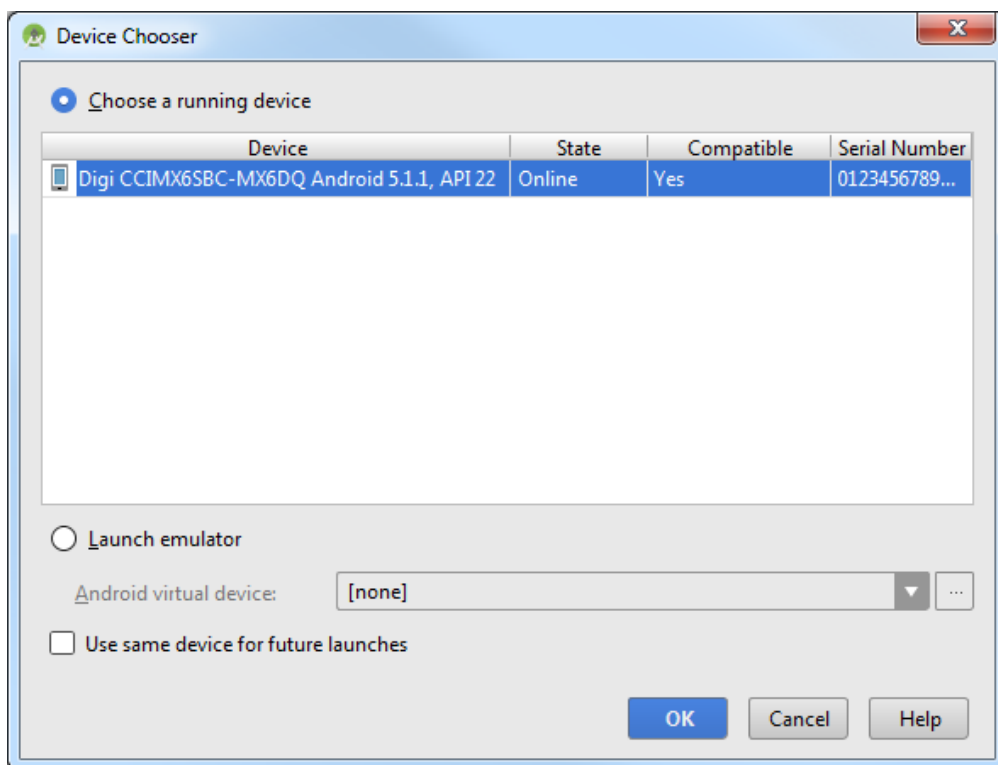 Device Chooser
Choose a running device
Device State Compatible Serial Number
Digi CCIMX6SBC-MX6DQ Android 5.1.1, API 22 Online Yes 0123456789...
Launch emulator
Android virtual device: [none] ...
Use same device for future launches
OK Cancel Help